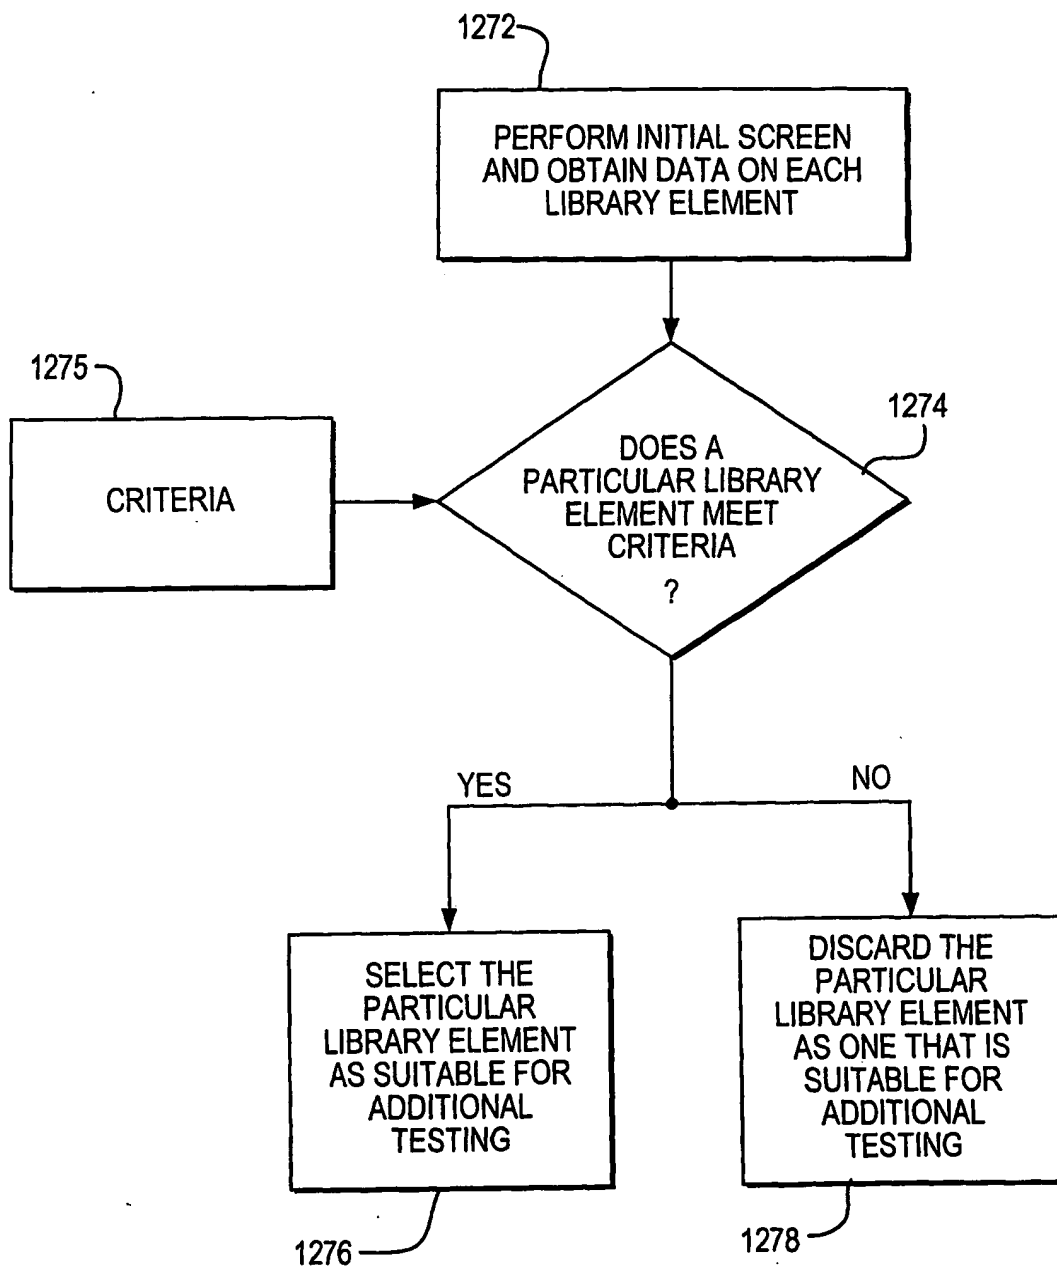 1272
PERFORM INITIAL SCREEN
AND OBTAIN DATA ON EACH
LIBRARY ELEMENT
1275
CRITERIA
1274
DOES A
PARTICULAR LIBRARY
ELEMENT MEET
CRITERIA
?
YES
NO
SELECT THE
PARTICULAR
LIBRARY ELEMENT
AS SUITABLE FOR
ADDITIONAL
TESTING
DISCARD THE
PARTICULAR
LIBRARY ELEMENT
AS ONE THAT IS
SUITABLE FOR
ADDITIONAL
TESTING
1276
1278